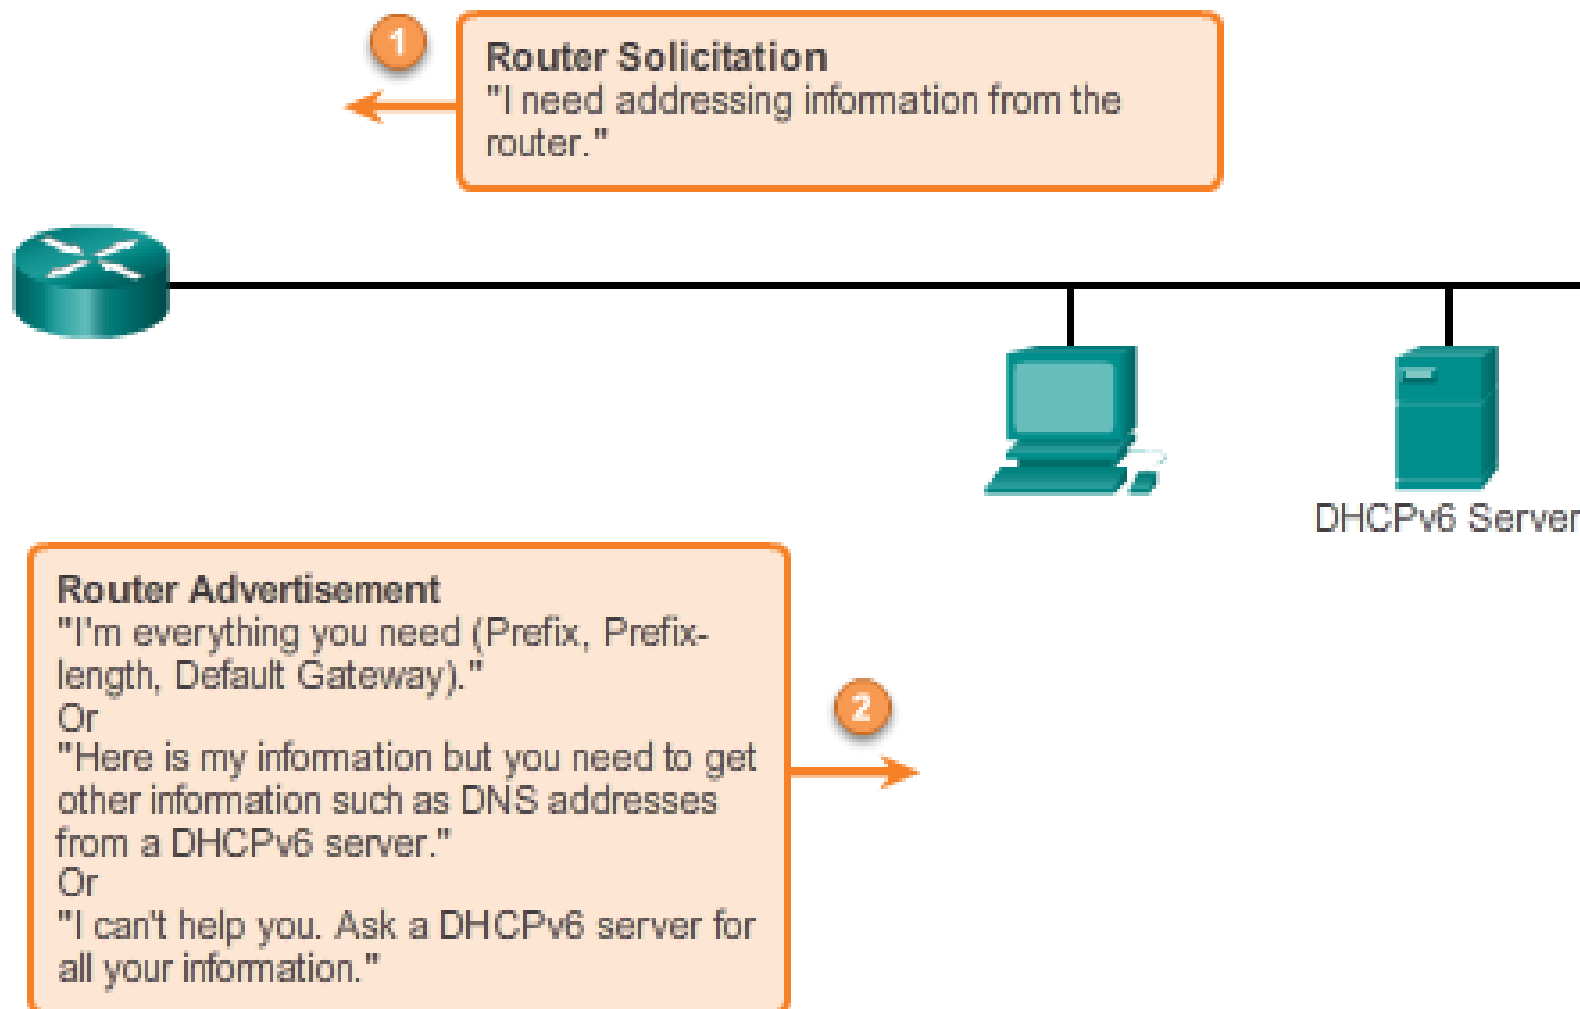 1
Router Solicitation
"I need addressing information from the
router."
DHCPv6 Server
Router Advertisement
"I'm everything you need (Prefix, Prefix-
length, Default Gateway)."
Or
"Here is my information but you need to get
other information such as DNS addresses
from a DHCPv6 server."
Or
"I can't help you. Ask a DHCPv6 server for
all your information."
2